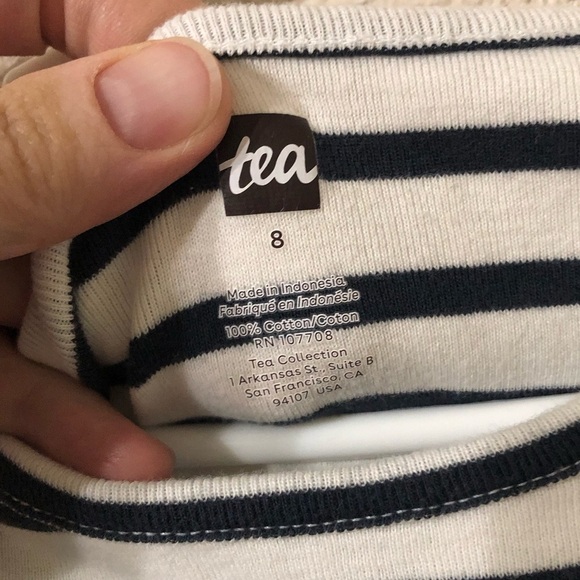 tea
8
Made in Indonesia
Fabriqué en Indonésie
100% Cotton/Coton
RN 107708
Tea Collection
1 Arkansas St., Suite B
San Francisco, CA
94107 USA